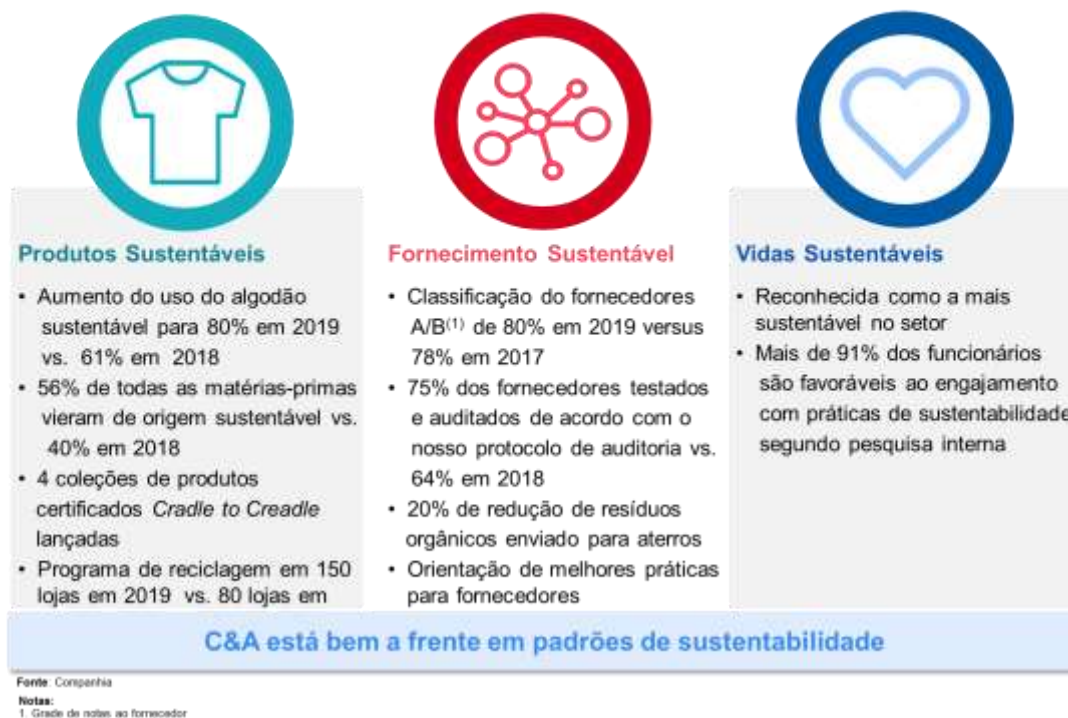 Produtos Sustentáveis
• Aumento do uso do algodão
sustentável para 80% em 2019
vs. 61% em 2018
• 56% de todas as matérias-primas
vieram de origem sustentável vs.
40% em 2018
• 4 coleções de produtos
certificados Cradle to Creadle
lançadas
• Programa de reciclagem em 150
lojas em 2019 vs. 80 lojas em
Fornecimento Sustentável
• Classificação do fornecedores
A/B(1) de 80% em 2019 versus
78% em 2017
• 75% dos fornecedores testados
e auditados de acordo com o
nosso protocolo de auditoria vs.
64% em 2018
• 20% de redução de resíduos
orgânicos enviado para aterros
• Orientação de melhores práticas
para fornecedores
Vidas Sustentáveis
• Reconhecida como a mais
sustentável no setor
• Mais de 91% dos funcionários
são favoráveis ao engajamento
com práticas de sustentabilidade
segundo pesquisa interna
C&A está bem a frente em padrões de sustentabilidade
Fonte: Companhia
Notas:
1. Grade de notas ao fornecedor